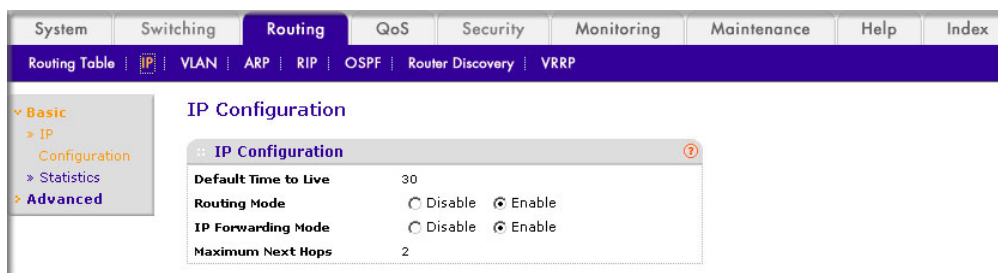 System Switching Routing QoS Security Monitoring Maintenance Help Index
Routing Table IP VLAN ARP RIP OSPF Router Discovery VRRP
Basic
IP
Configuration
Statistics
Advanced
IP Configuration
IP Configuration ?
Default Time to Live 30
Routing Mode Disable Enable
IP Forwarding Mode Disable Enable
Maximum Next Hops 2